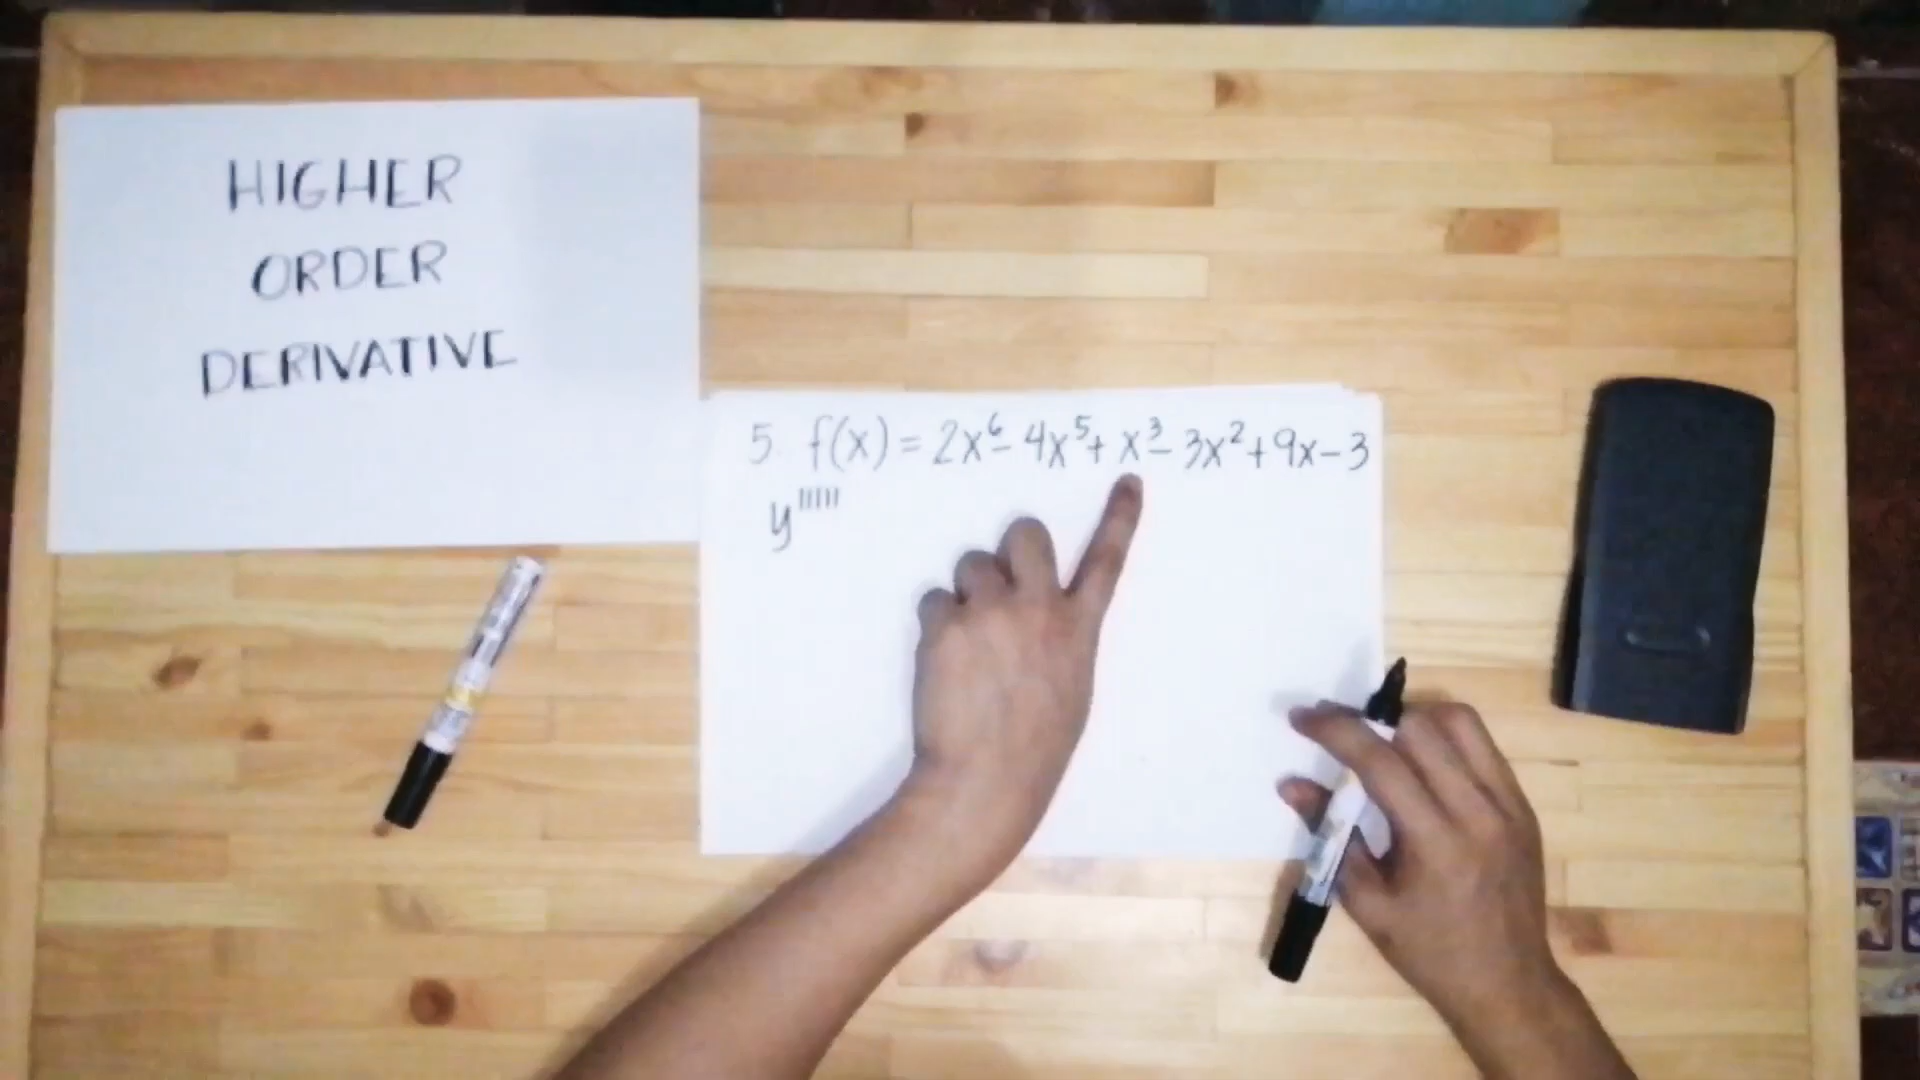 HIGHER
ORDER
DERIVATIVE
5. f(x) = 2x⁶ - 4x⁵ + x³ - 3x² + 9x - 3
y''''''